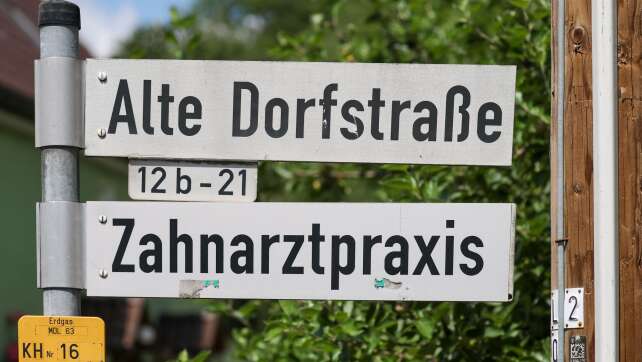 Alte Dorfstraße
12 b - 21
Zahnarztpraxis
Erdgas
MOL 63
KH Nr 16
2